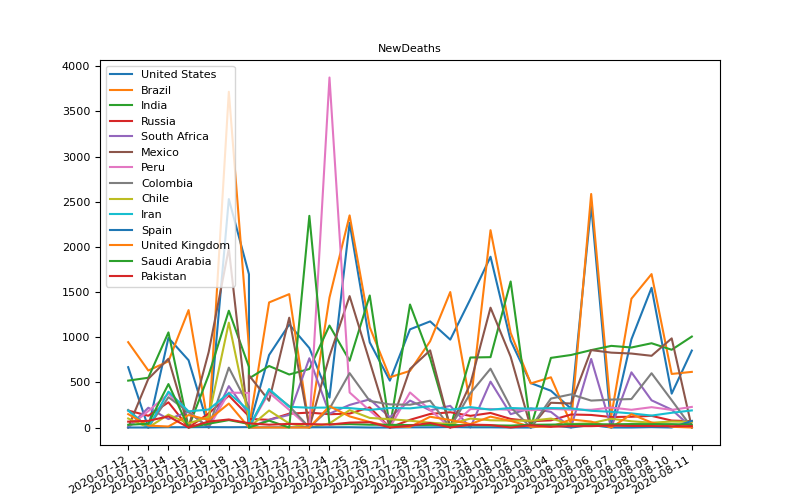 NewDeaths
4000
3500
3000
2500
2000
1500
1000
500
0
United States
Brazil
India
Russia
South Africa
Mexico
Peru
Colombia
Chile
Iran
Spain
United Kingdom
Saudi Arabia
Pakistan
2020-07-12
2020-07-13
2020-07-14
2020-07-15
2020-07-16
2020-07-18
2020-07-19
2020-07-21
2020-07-22
2020-07-23
2020-07-24
2020-07-25
2020-07-26
2020-07-27
2020-07-28
2020-07-29
2020-07-30
2020-07-31
2020-08-01
2020-08-02
2020-08-03
2020-08-04
2020-08-05
2020-08-06
2020-08-07
2020-08-08
2020-08-09
2020-08-10
2020-08-11